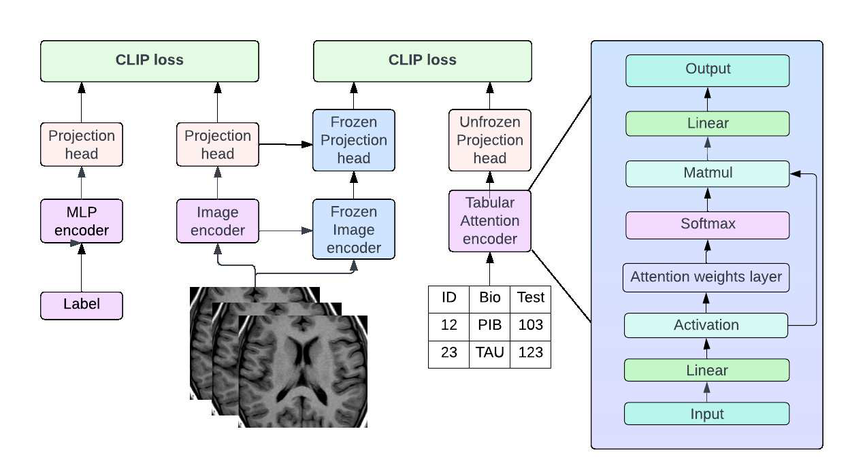 CLIP loss
CLIP loss
Projection
head
Projection
head
Frozen
Projection
head
Unfrozen
Projection
head
MLP
encoder
Image
encoder
Frozen
Image
encoder
Tabular
Attention
encoder
Label
ID Bio Test
12 PIB 103
23 TAU 123
Output
Linear
Matmul
Softmax
Attention weights layer
Activation
Linear
Input